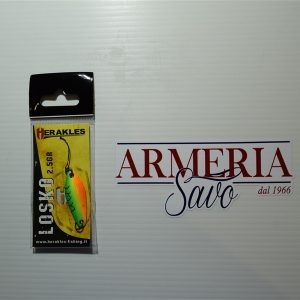 HERAKLES
LOSKO 2.5GR
www.herakles-fishing.it
ARMERIA
Savo
dal 1966